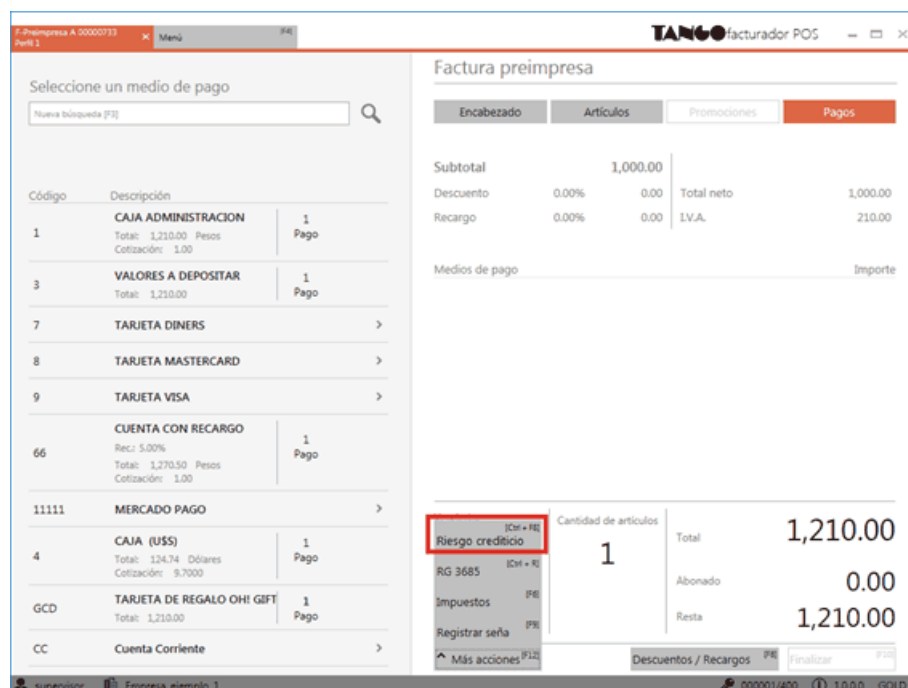 F-Preimpresa A 00000733
Perfil 1
Menú [F4]
TANGO facturador POS
Seleccione un medio de pago
Nueva búsqueda [F3]
Código Descripción
1 CAJA ADMINISTRACION 1
Total: 1,210.00 Pesos Pago
Cotización: 1.00
3 VALORES A DEPOSITAR 1
Total: 1,210.00 Pago
7 TARJETA DINERS
8 TARJETA MASTERCARD
9 TARJETA VISA
66 CUENTA CON RECARGO 1
Rec.: 5.00% Pago
Total: 1,270.50 Pesos
Cotización: 1.00
11111 MERCADO PAGO
4 CAJA (U$S) 1
Total: 124.74 Dólares Pago
Cotización: 9.7000
GCD TARJETA DE REGALO OH! GIFT 1
Total: 1,210.00 Pago
CC Cuenta Corriente
Factura preimpresa
Encabezado Artículos Promociones Pagos
Subtotal 1,000.00
Descuento 0.00% 0.00 Total neto 1,000.00
Recargo 0.00% 0.00 I.V.A. 210.00
Medios de pago Importe
Riesgo crediticio [Ctrl + F8]
RG 3685 [Ctrl + R]
Impuestos [F6]
Registrar seña [F9]
Más acciones [F12]
Cantidad de artículos
1
Total 1,210.00
Abonado 0.00
Resta 1,210.00
Descuentos / Recargos [F8]
Finalizar [F10]
supervisor Empresa ejemplo 1 000001/400 1.0.0.0 GOLD